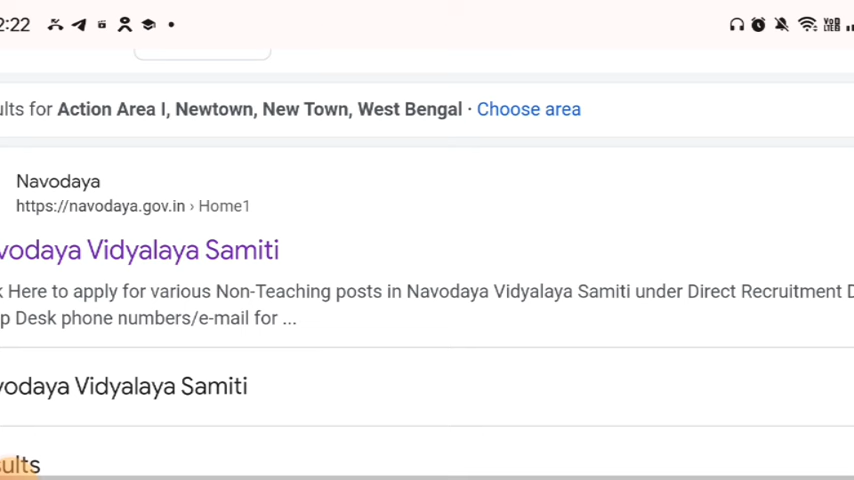 2:22
ults for Action Area I, Newtown, New Town, West Bengal · Choose area
Navodaya
https://navodaya.gov.in › Home1
vodaya Vidyalaya Samiti
k Here to apply for various Non-Teaching posts in Navodaya Vidyalaya Samiti under Direct Recruitment D
p Desk phone numbers/e-mail for ...
vodaya Vidyalaya Samiti
sults